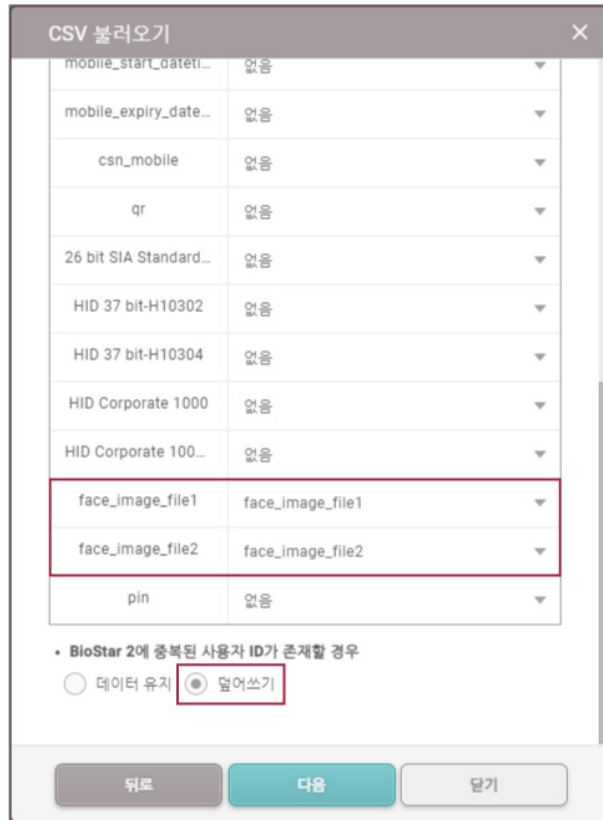 CSV 불러오기
mobile_start_dateti... 없음
mobile_expiry_date... 없음
csn_mobile 없음
qr 없음
26 bit SIA Standard... 없음
HID 37 bit-H10302 없음
HID 37 bit-H10304 없음
HID Corporate 1000 없음
HID Corporate 100... 없음
face_image_file1 face_image_file1
face_image_file2 face_image_file2
pin 없음
• BioStar 2에 중복된 사용자 ID가 존재할 경우
데이터 유지 덮어쓰기
뒤로 다음 닫기